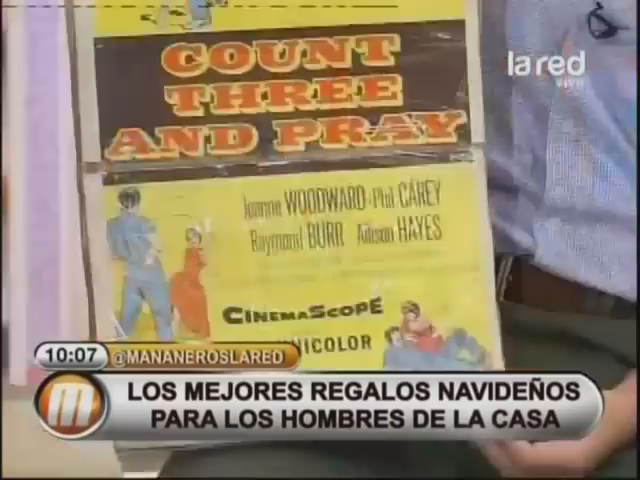 COUNT
THREE
AND PRAY
la red
Joanne WOODWARD · Phil CAREY
Raymond BURR Allison HAYES
CINEMASCOPE
NICOLOR
10:07 @MANANEROSLARED
M LOS MEJORES REGALOS NAVIDEÑOS
PARA LOS HOMBRES DE LA CASA